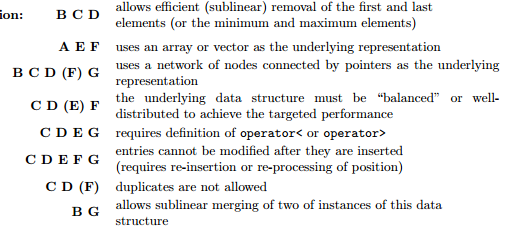 ion: B C D allows efficient (sublinear) removal of the first and last
elements (or the minimum and maximum elements)
A E F uses an array or vector as the underlying representation
B C D (F) G uses a network of nodes connected by pointers as the underlying
representation
C D (E) F the underlying data structure must be “balanced” or well-
distributed to achieve the targeted performance
C D E G requires definition of operator< or operator>
C D E F G entries cannot be modified after they are inserted
(requires re-insertion or re-processing of position)
C D (F) duplicates are not allowed
B G allows sublinear merging of two of instances of this data
structure